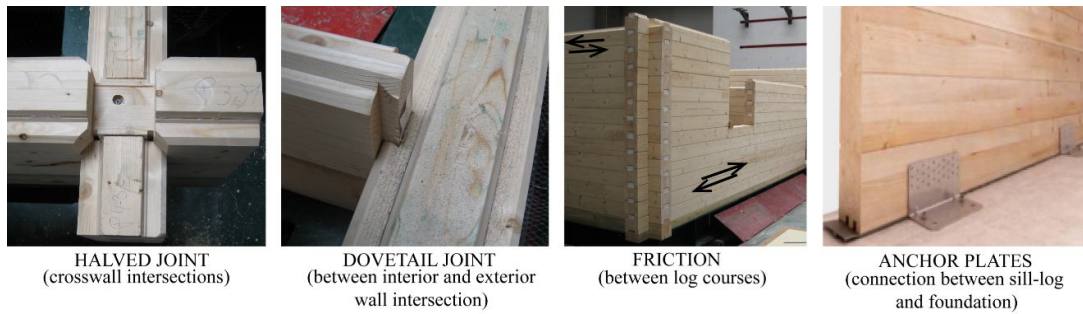 HALVED JOINT
(crosswall intersections)
DOVETAIL JOINT
(between interior and exterior
wall intersection)
FRICTION
(between log courses)
ANCHOR PLATES
(connection between sill-log
and foundation)